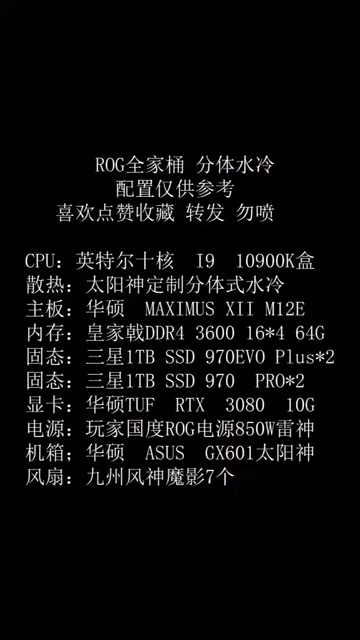 ROG全家桶 分体水冷
配置仅供参考
喜欢点赞收藏 转发 勿喷
CPU：英特尔十核 I9 10900K盒
散热：太阳神定制分体式水冷
主板：华硕 MAXIMUS XII M12E
内存：皇家戟DDR4 3600 16*4 64G
固态：三星1TB SSD 970EVO Plus*2
固态：三星1TB SSD 970 PRO*2
显卡：华硕TUF RTX 3080 10G
电源：玩家国度ROG电源850W雷神
机箱；华硕 ASUS GX601太阳神
风扇：九州风神魔影7个